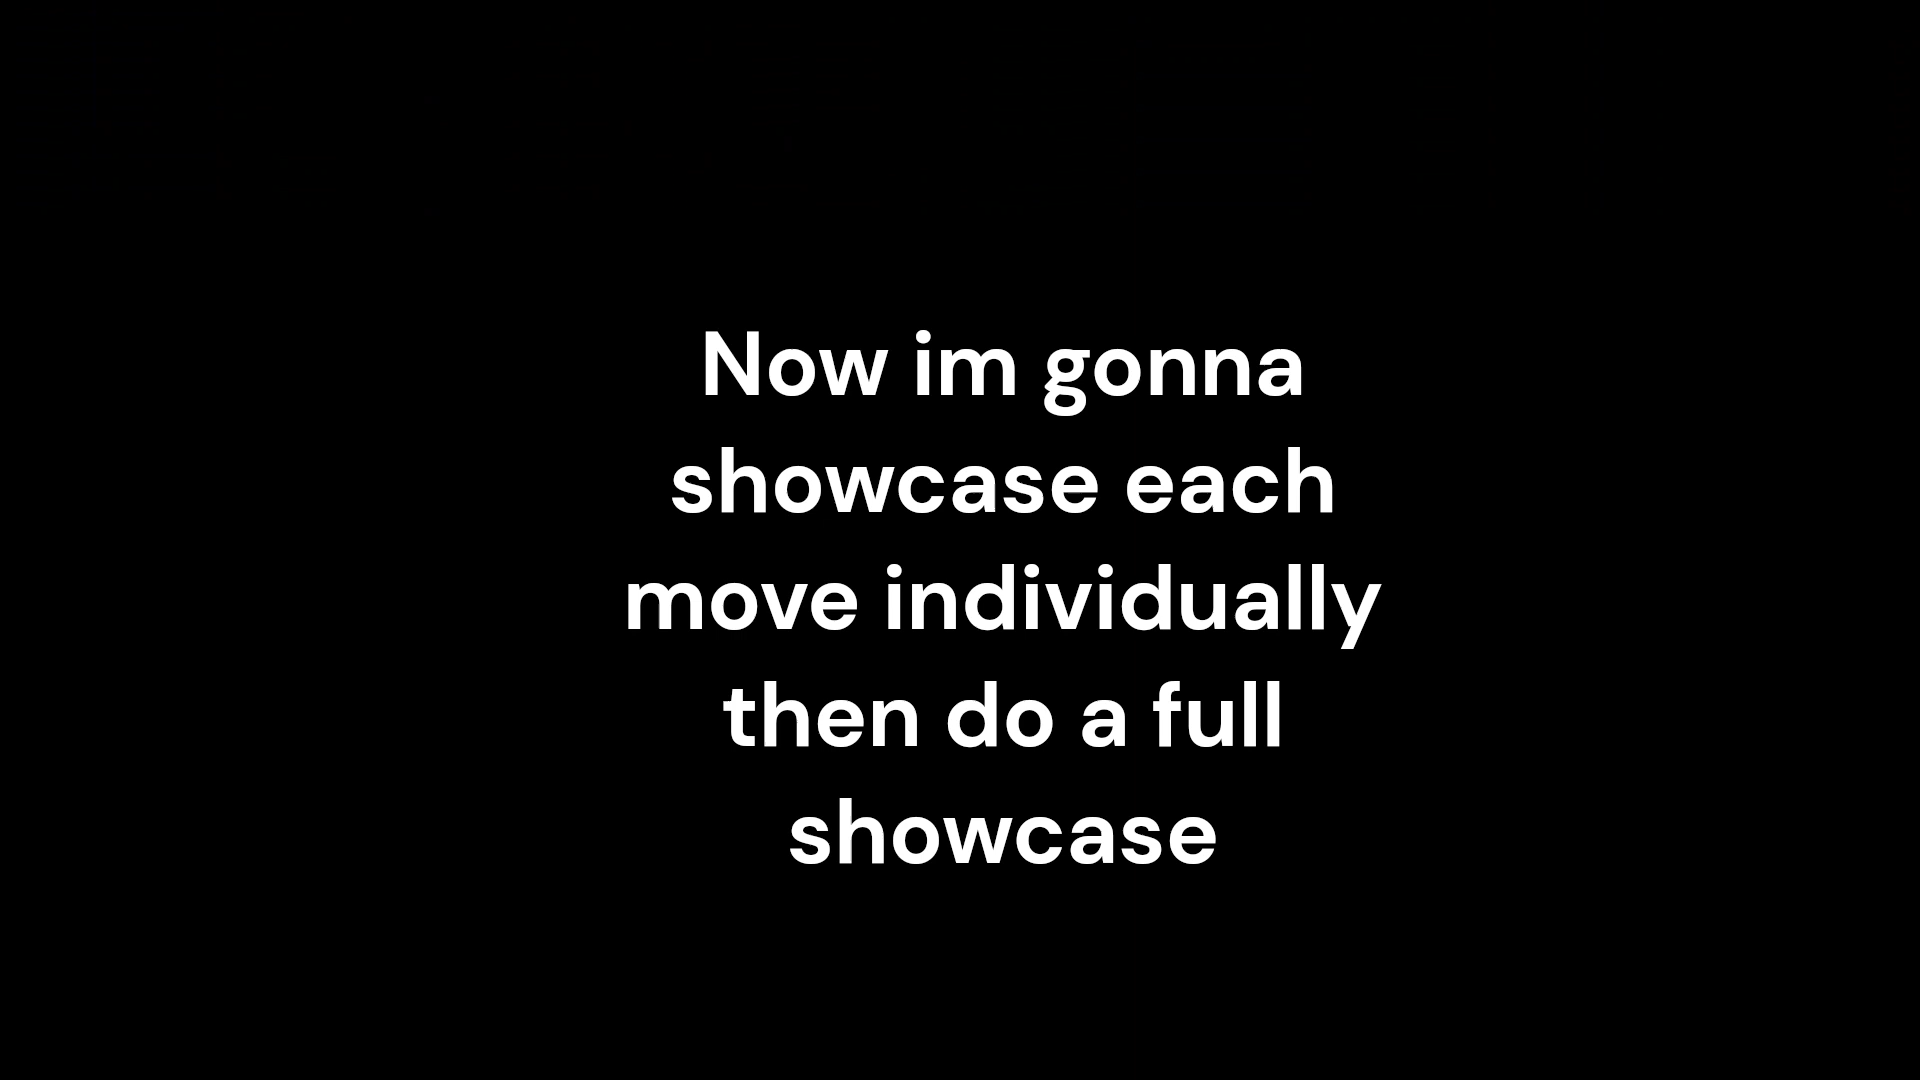 Now im gonna
showcase each
move individually
then do a full
showcase